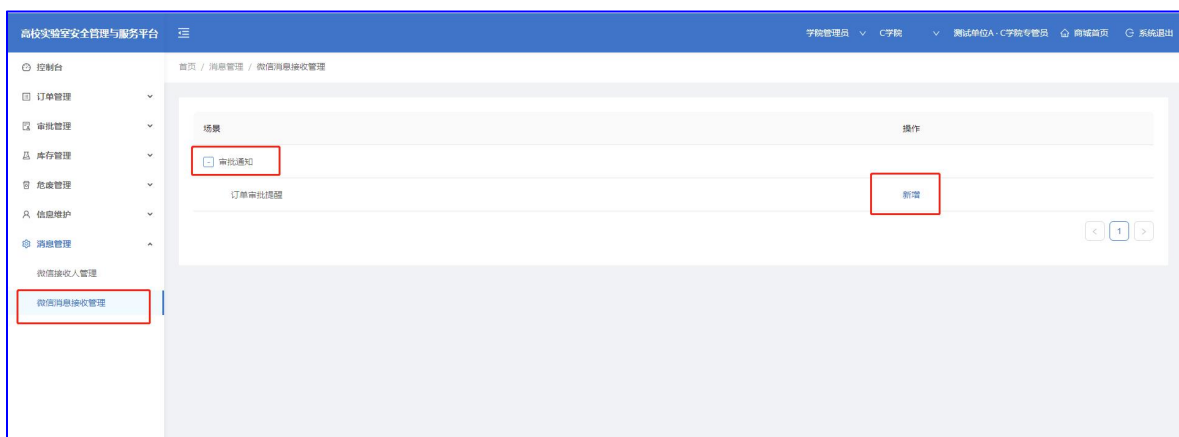 高校实验室安全管理与服务平台 学院管理员 C学院 测试单位A - C学院专管员 商城首页 系统退出
控制台
首页 / 消息管理 / 微信消息接收管理
订单管理
审批管理
场景 操作
库存管理
审批通知
危废管理
订单审批提醒 新增
信息维护
1
消息管理
微信接收人管理
微信消息接收管理